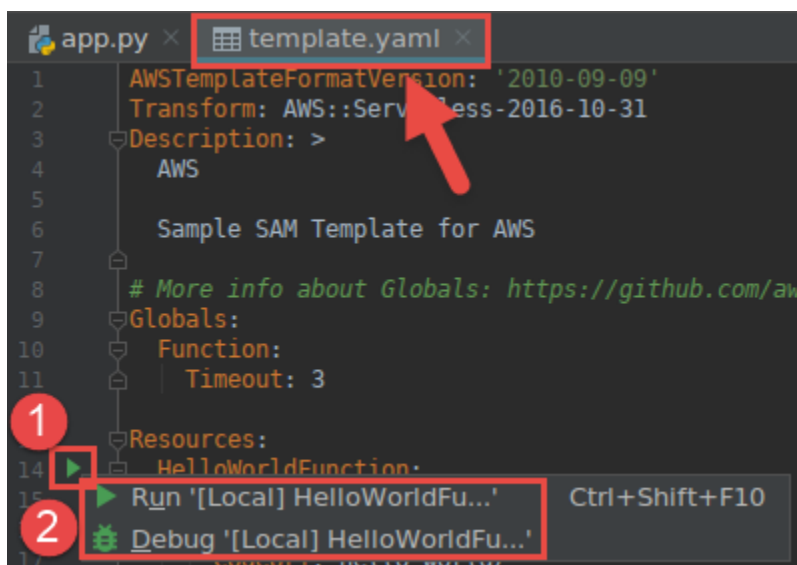 app.py
template.yaml
1 AWSTemplateFormatVersion: '2010-09-09'
2 Transform: AWS::Serv less-2016-10-31
3 Description: >
4 AWS
5
6 Sample SAM Template for AWS
7
8 # More info about Globals: https://github.com/aw
9 Globals:
10 Function:
11 Timeout: 3
1
Resources:
14 HelloWorldFunction:
15 Run '[Local] HelloWorldFu...' Ctrl+Shift+F10
2
Debug '[Local] HelloWorldFu...'
17